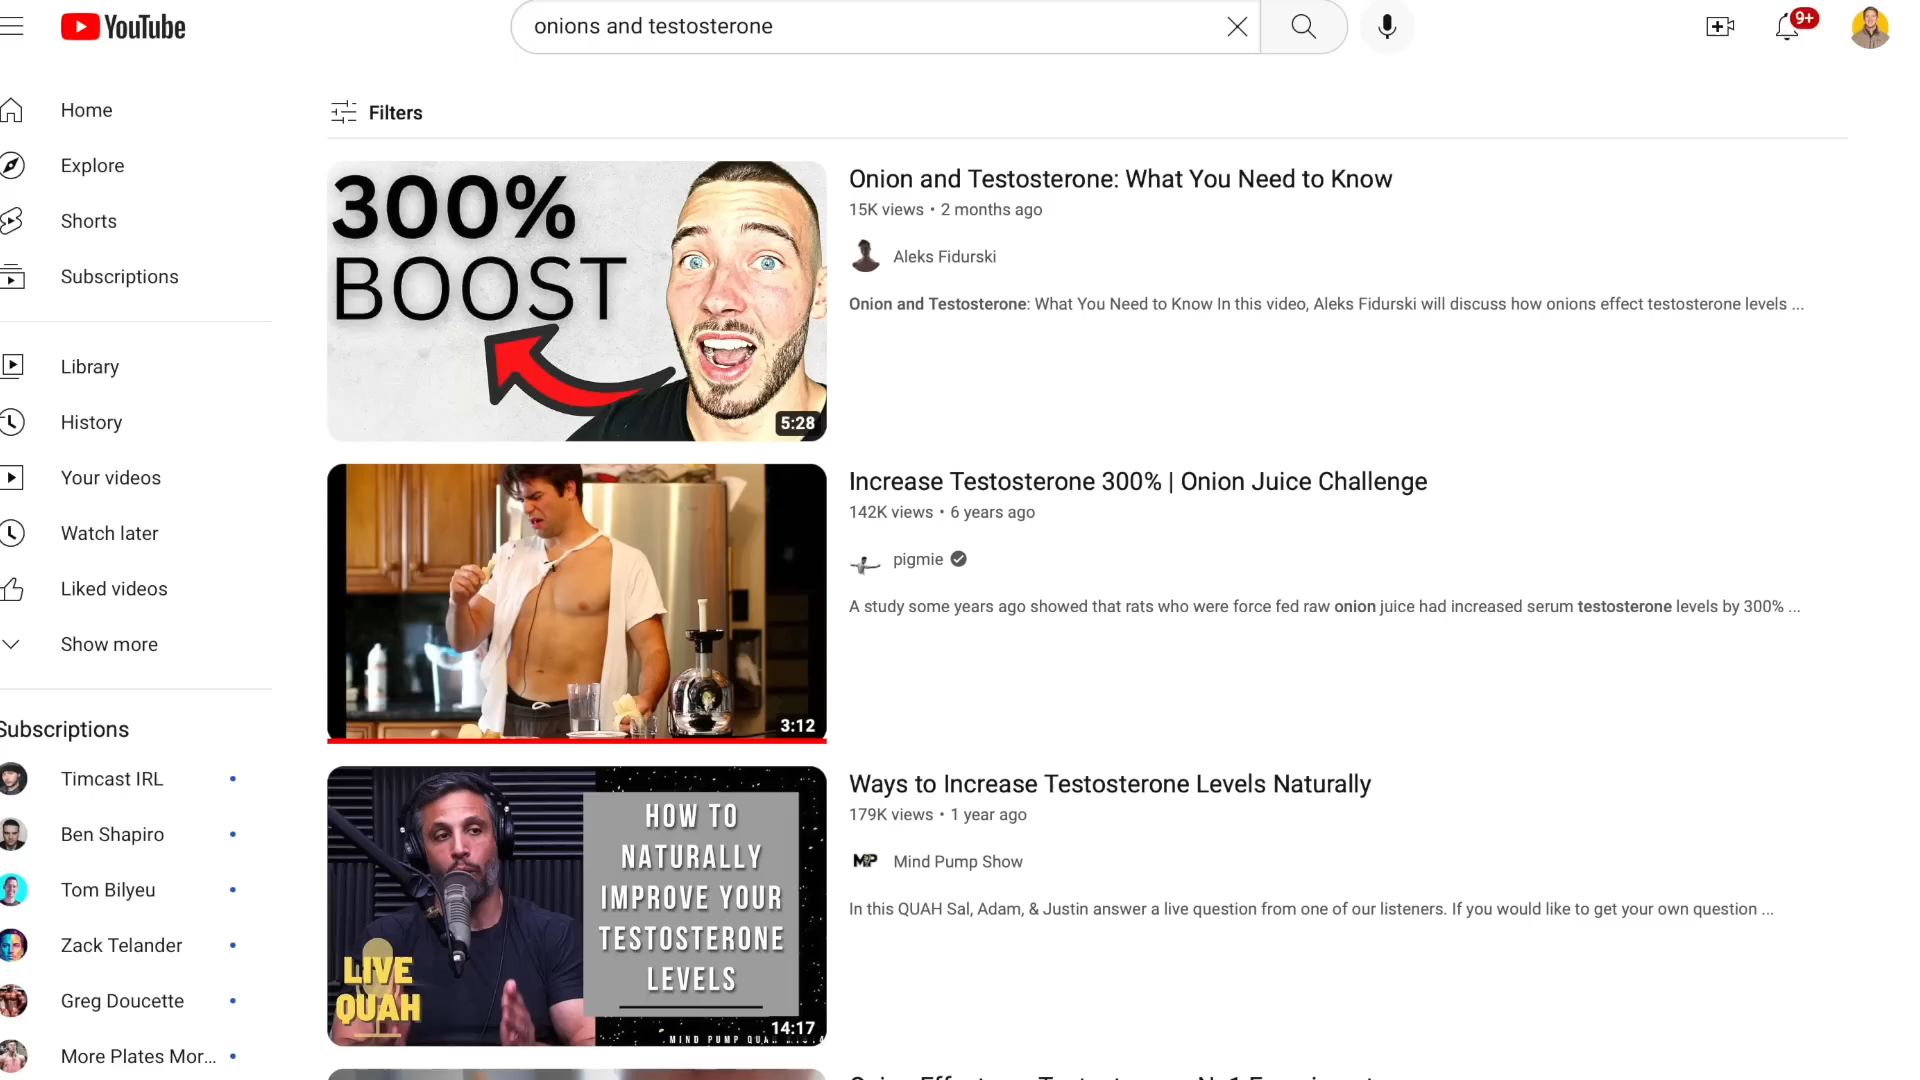 YouTube
onions and testosterone
9+
Home
Explore
Shorts
Subscriptions
Library
History
Your videos
Watch later
Liked videos
Show more
Subscriptions
Timcast IRL
Ben Shapiro
Tom Bilyeu
Zack Telander
Greg Doucette
More Plates Mor...
Filters
300%
BOOST
5:28
Onion and Testosterone: What You Need to Know
15K views • 2 months ago
Aleks Fidurski
Onion and Testosterone: What You Need to Know In this video, Aleks Fidurski will discuss how onions effect testosterone levels ...
3:12
Increase Testosterone 300% | Onion Juice Challenge
142K views • 6 years ago
pigmie
A study some years ago showed that rats who were force fed raw onion juice had increased serum testosterone levels by 300% ...
HOW TO
NATURALLY
IMPROVE YOUR
TESTOSTERONE
LEVELS
LIVE
QUAH
14:17
MIND PUMP
Ways to Increase Testosterone Levels Naturally
179K views • 1 year ago
MP
Mind Pump Show
In this QUAH Sal, Adam, & Justin answer a live question from one of our listeners. If you would like to get your own question ...